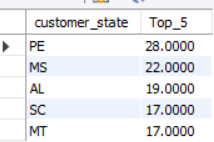 customer_state Top_5
PE 28.0000
MS 22.0000
AL 19.0000
SC 17.0000
MT 17.0000